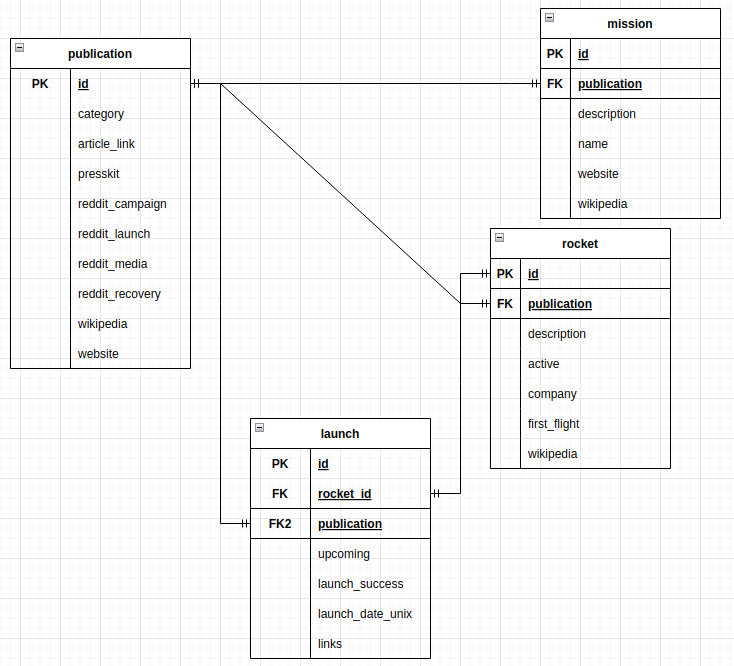 publication
PK id
category
article_link
presskit
reddit_campaign
reddit_launch
reddit_media
reddit_recovery
wikipedia
website
mission
PK id
FK publication
description
name
website
wikipedia
rocket
PK id
FK publication
description
active
company
first_flight
wikipedia
launch
PK id
FK rocket_id
FK2 publication
upcoming
launch_success
launch_date_unix
links